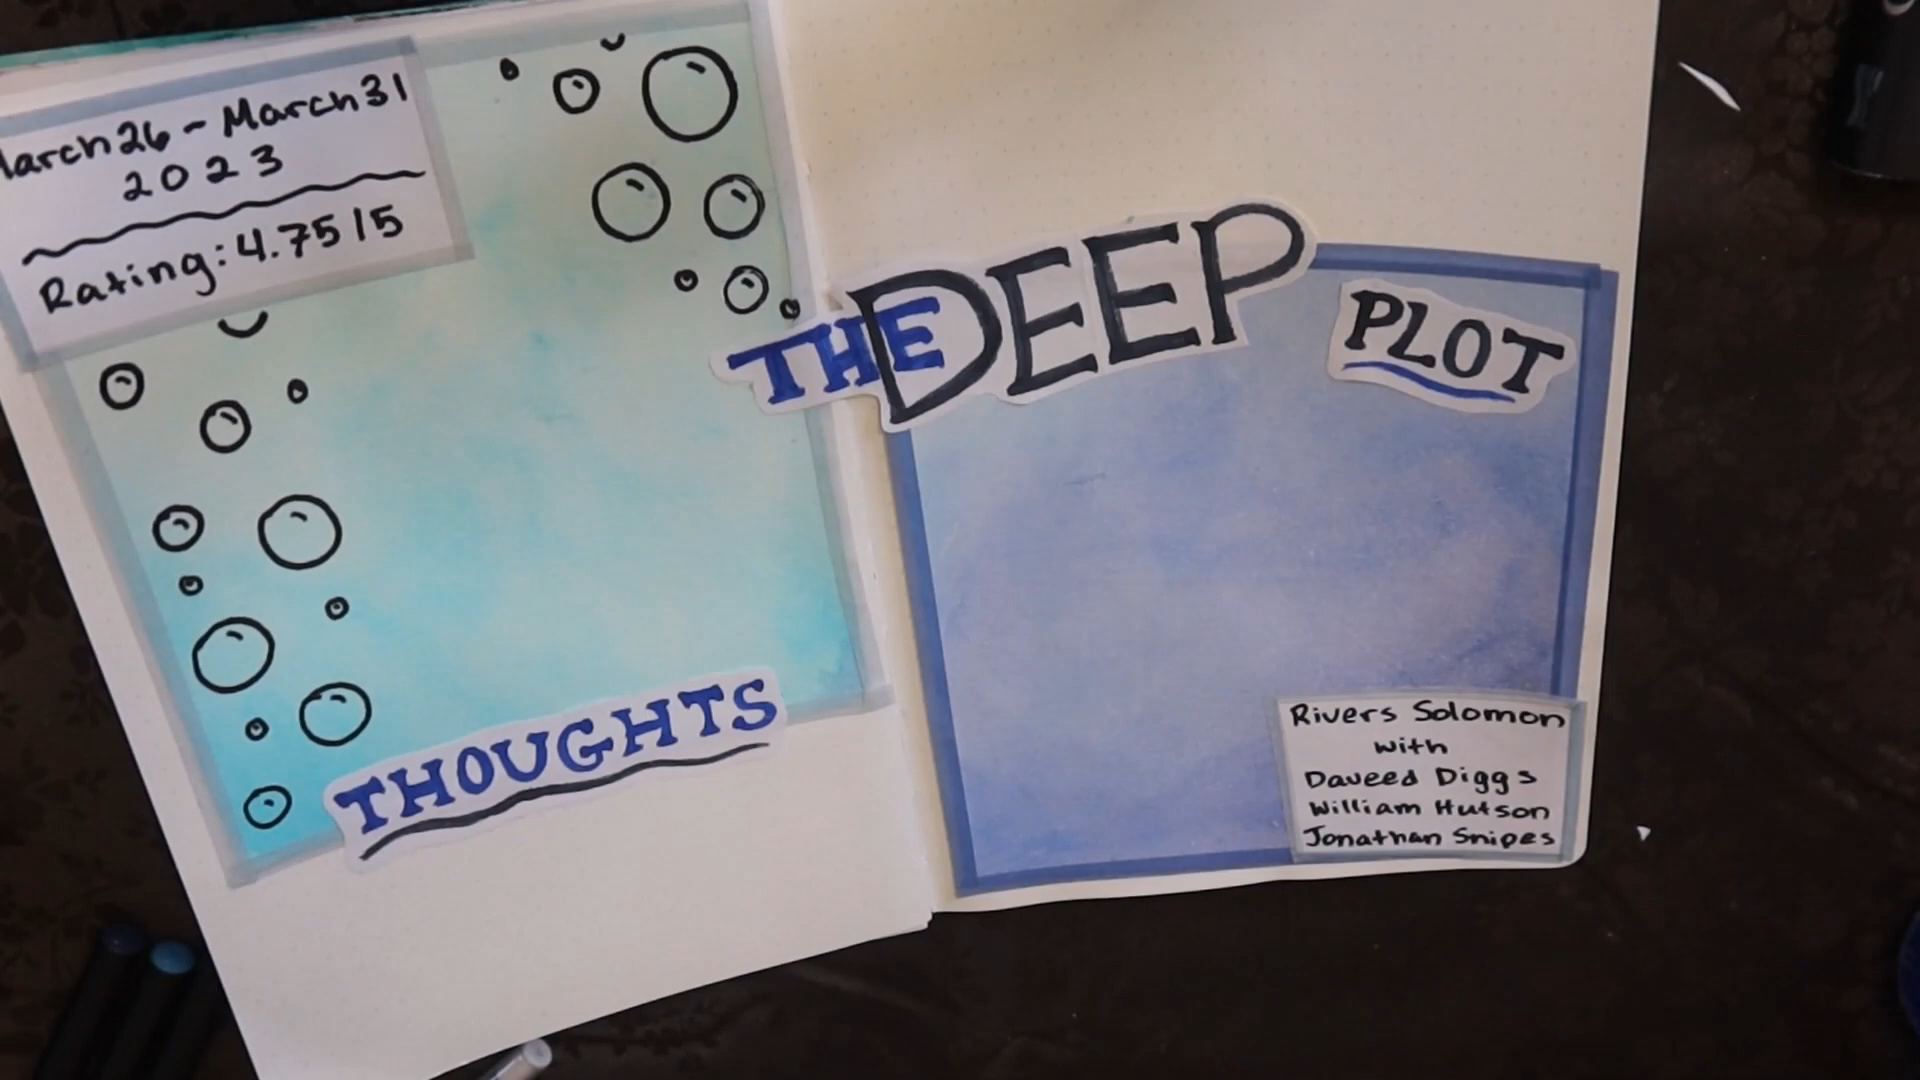 March 26 - March 31
2023
Rating: 4.75/5
THE DEEP
PLOT
THOUGHTS
Rivers Solomon
with
Daveed Diggs
William Hutson
Jonathan Snipes